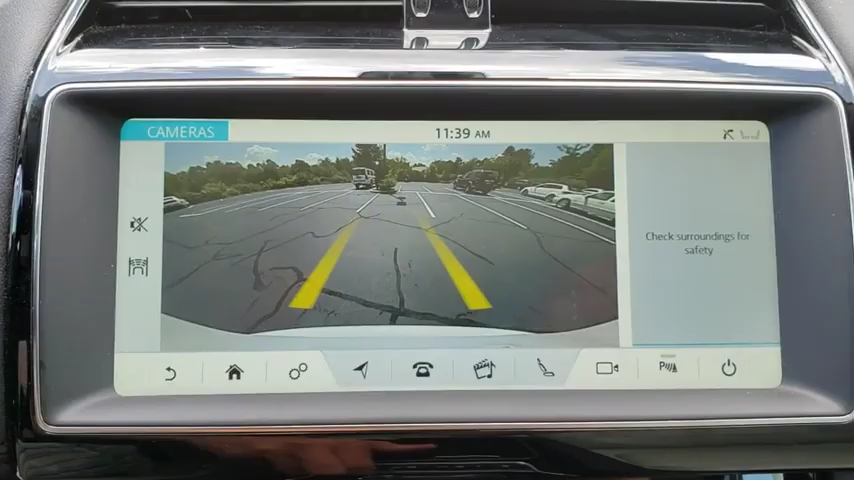 CAMERAS
11:39 AM
Check surroundings for
safety
P